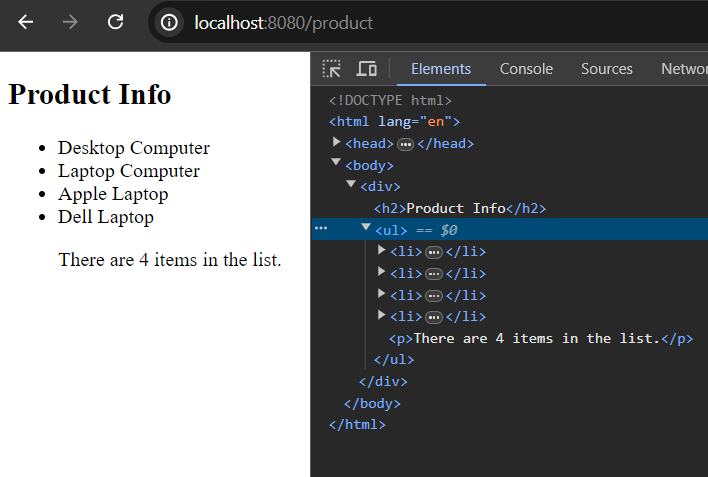 localhost:8080/product
Product Info
• Desktop Computer
• Laptop Computer
• Apple Laptop
• Dell Laptop
There are 4 items in the list.
Elements Console Sources Networ
<!DOCTYPE html>
<html lang="en">
<head> ••• </head>
<body>
<div>
<h2>Product Info</h2>
••• <ul> == $0
<li> ••• </li>
<li> ••• </li>
<li> ••• </li>
<li> ••• </li>
<p>There are 4 items in the list.</p>
</ul>
</div>
</body>
</html>